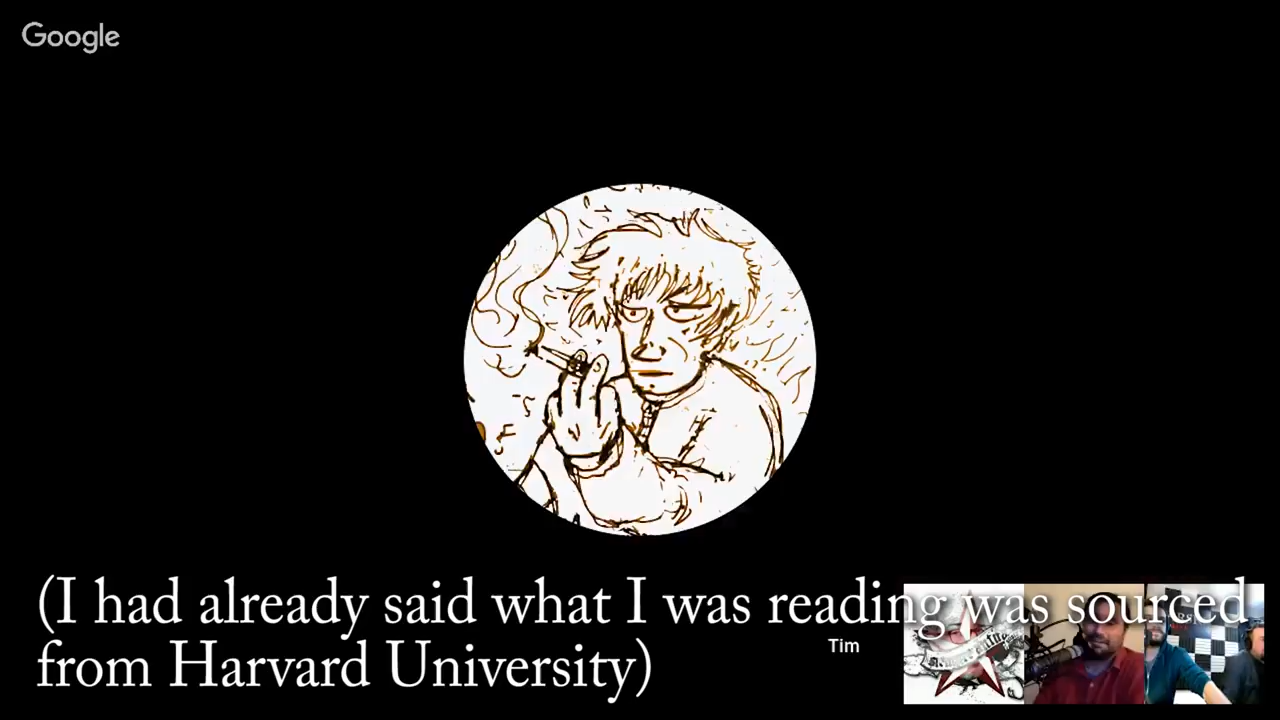 Google
(I had already said what I was reading was sourced
from Harvard University)
Tim